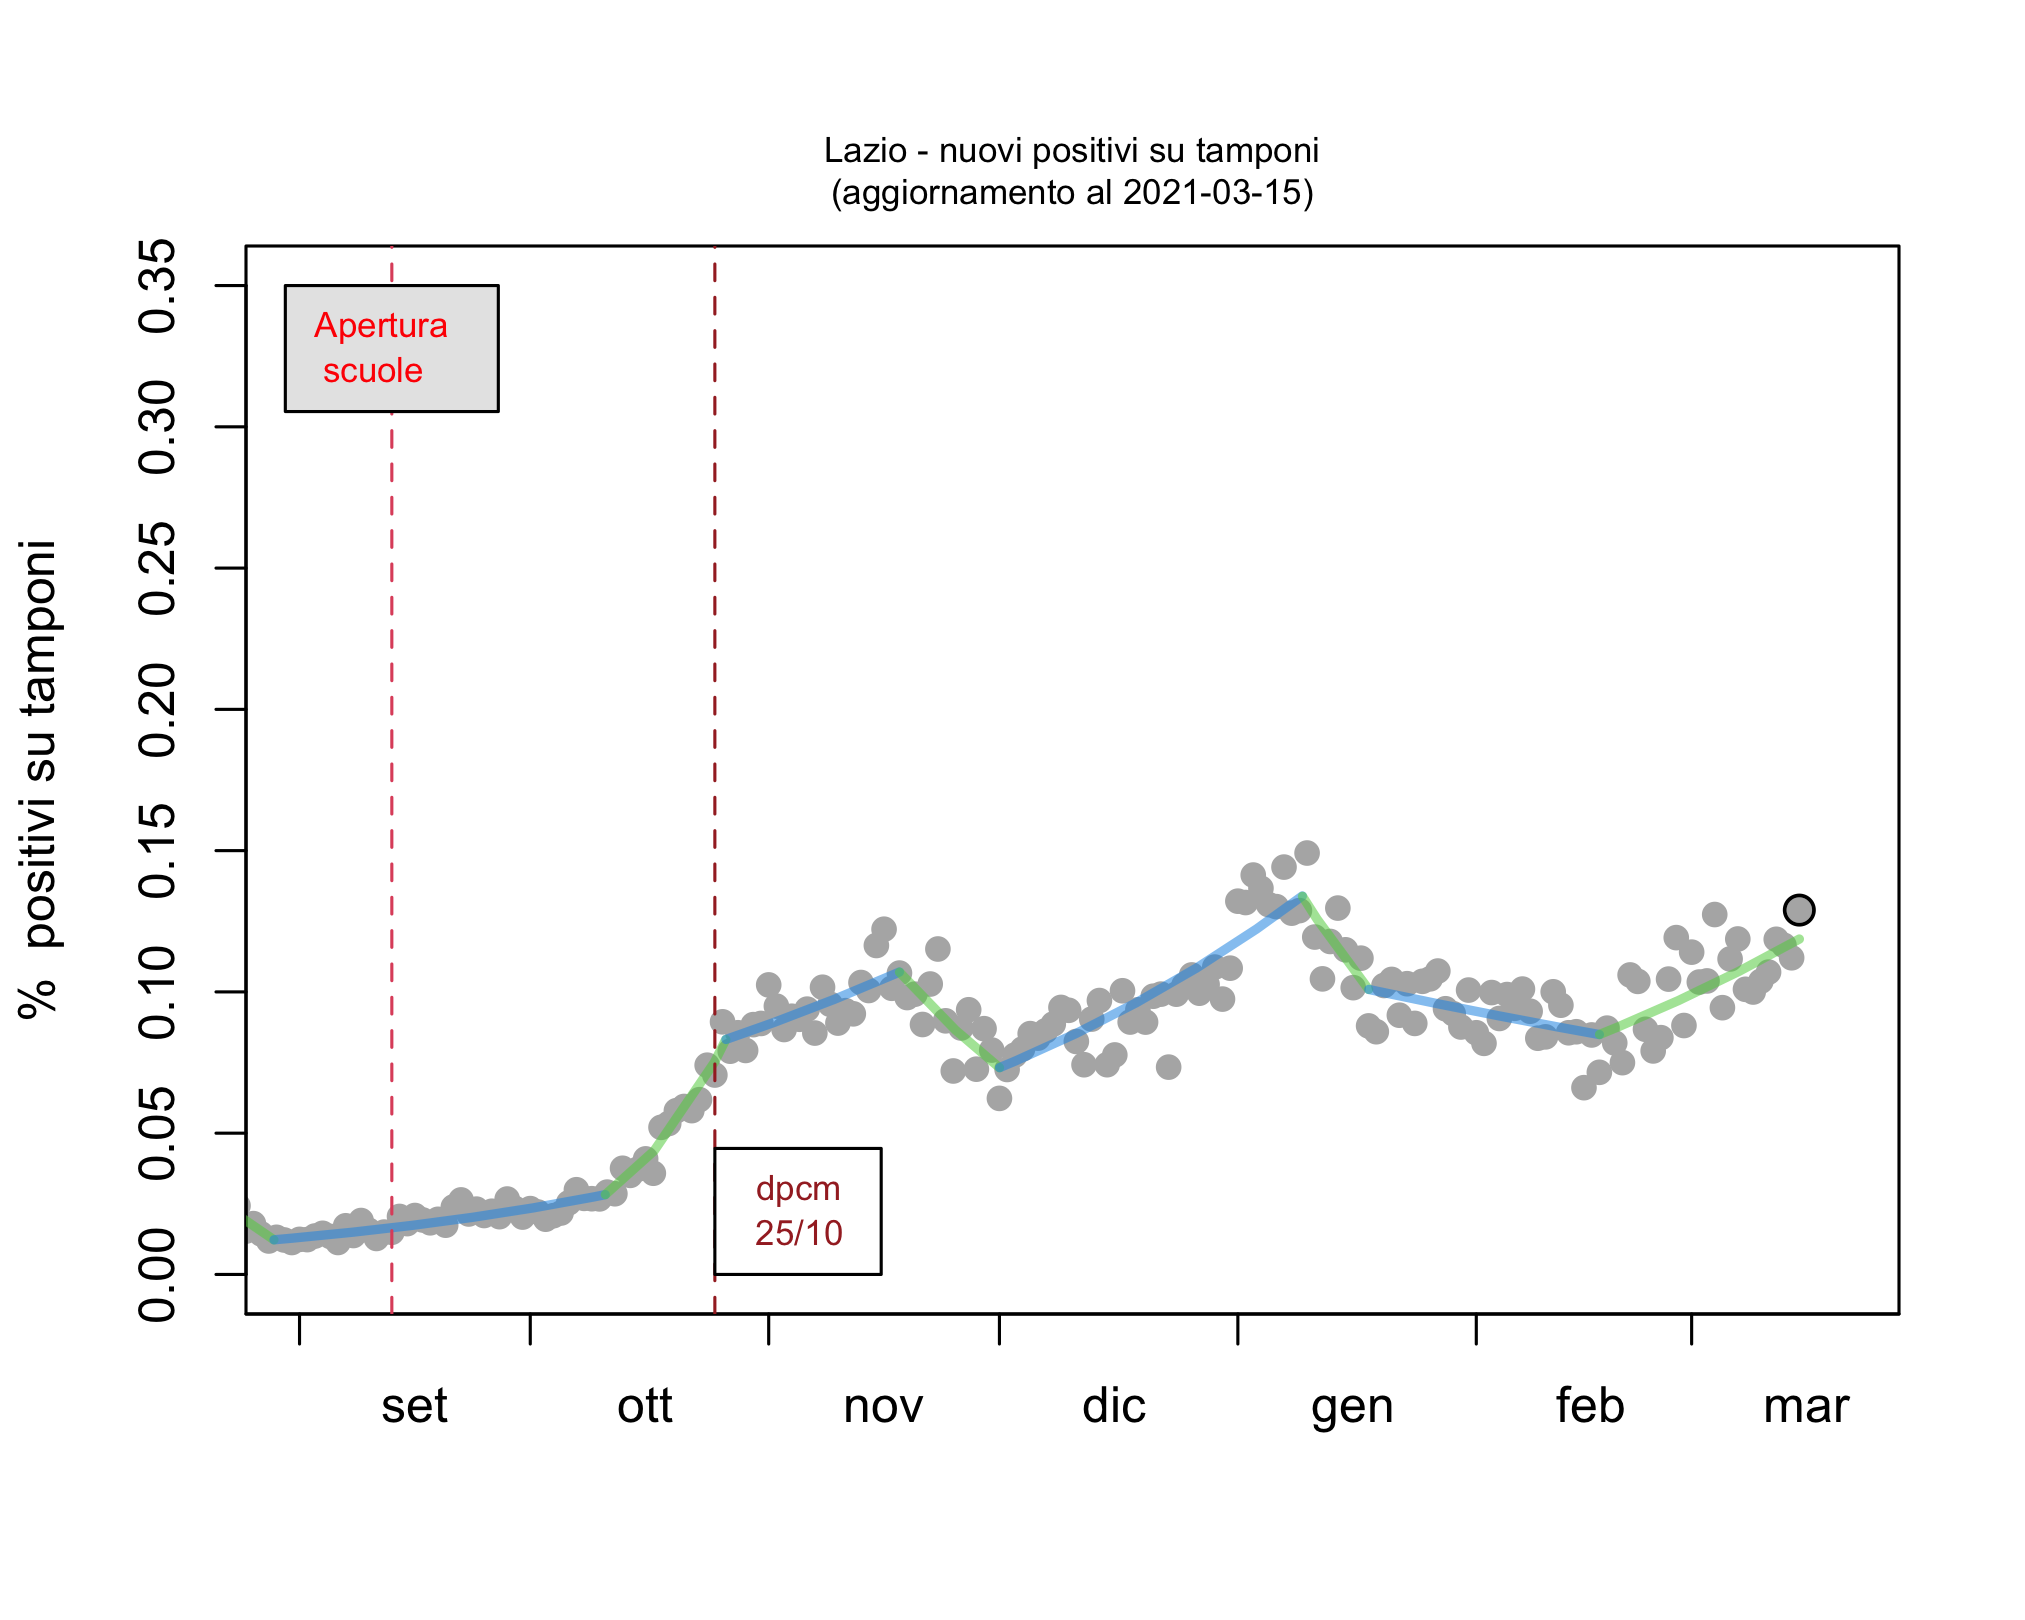 Lazio - nuovi positivi su tamponi
(aggiornamento al 2021-03-15)
% positivi su tamponi
0.35
0.30
0.25
0.20
0.15
0.10
0.05
0.00
Apertura
scuole
dpcm
25/10
set
ott
nov
dic
gen
feb
mar